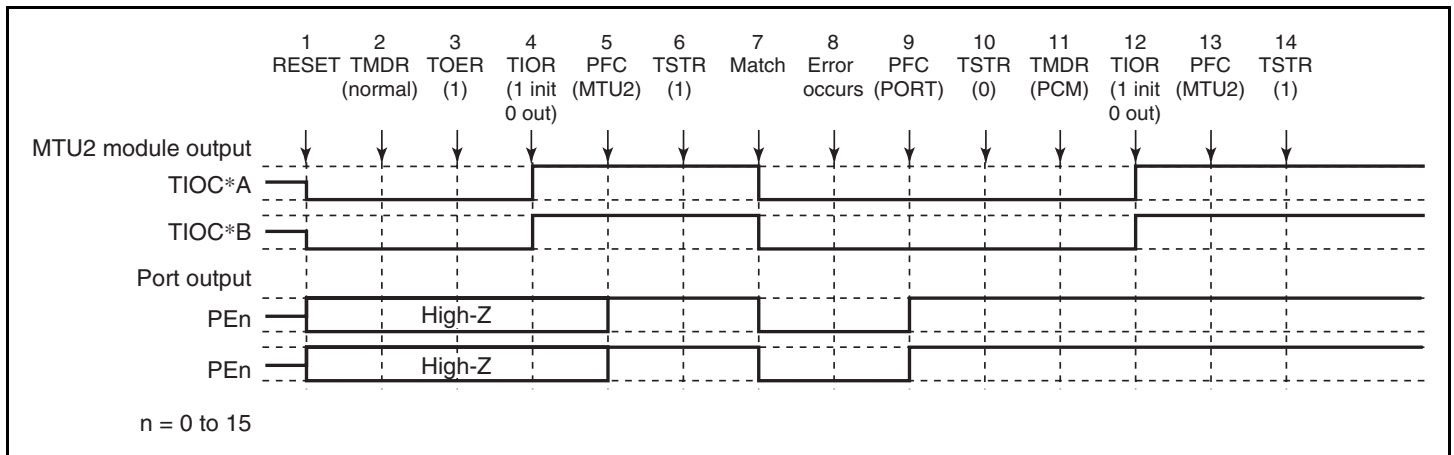 1 2 3 4 5 6 7 8 9 10 11 12 13 14
RESET TMDR TOER TIOR PFC TSTR Match Error PFC TSTR TMDR TIOR PFC TSTR
(normal) (1) (1 init (MTU2) (1) occurs (PORT) (0) (PCM) (1 init (MTU2) (1)
0 out) 0 out)
MTU2 module output
TIOC*A
TIOC*B
Port output
PEn High-Z
PEn High-Z
n = 0 to 15